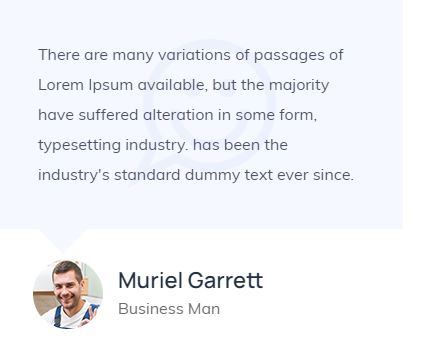 There are many variations of passages of
Lorem Ipsum available, but the majority
have suffered alteration in some form,
typesetting industry. has been the
industry's standard dummy text ever since.
Muriel Garrett
Business Man